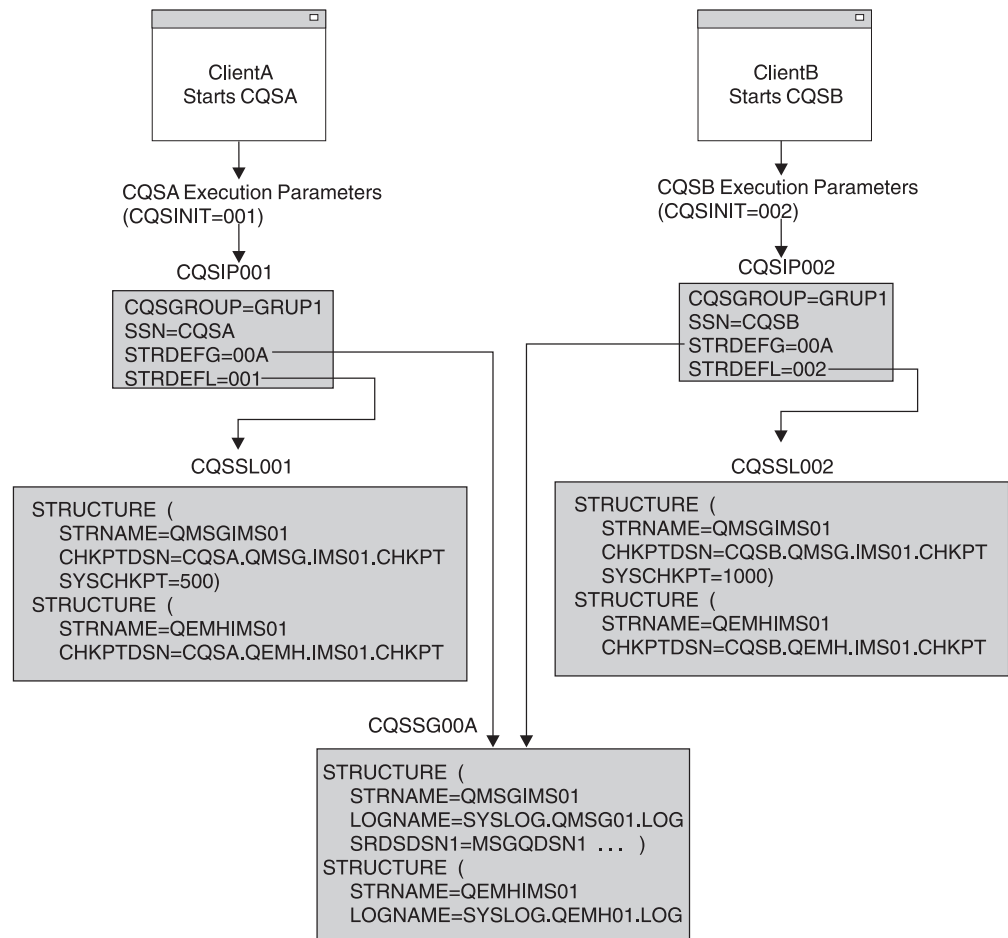 ClientA
Starts CQSA
ClientB
Starts CQSB
CQSA Execution Parameters
(CQSINIT=001)
CQSB Execution Parameters
(CQSINIT=002)
CQSIP001
CQSGROUP=GRUP1
SSN=CQSA
STRDEFG=00A
STRDEFL=001
CQSIP002
CQSGROUP=GRUP1
SSN=CQSB
STRDEFG=00A
STRDEFL=002
CQSSL001
STRUCTURE (
STRNAME=QMSGIMS01
CHKPTDSN=CQSA.QMSG.IMS01.CHKPT
SYSCHKPT=500)
STRUCTURE (
STRNAME=QEMHIMS01
CHKPTDSN=CQSA.QEMH.IMS01.CHKPT
CQSSL002
STRUCTURE (
STRNAME=QMSGIMS01
CHKPTDSN=CQSB.QMSG.IMS01.CHKPT
SYSCHKPT=1000)
STRUCTURE (
STRNAME=QEMHIMS01
CHKPTDSN=CQSB.QEMH.IMS01.CHKPT
CQSSG00A
STRUCTURE (
STRNAME=QMSGIMS01
LOGNAME=SYSLOG.QMSG01.LOG
SRDSDSN1=MSGQDSN1 ... )
STRUCTURE (
STRNAME=QEMHIMS01
LOGNAME=SYSLOG.QEMH01.LOG